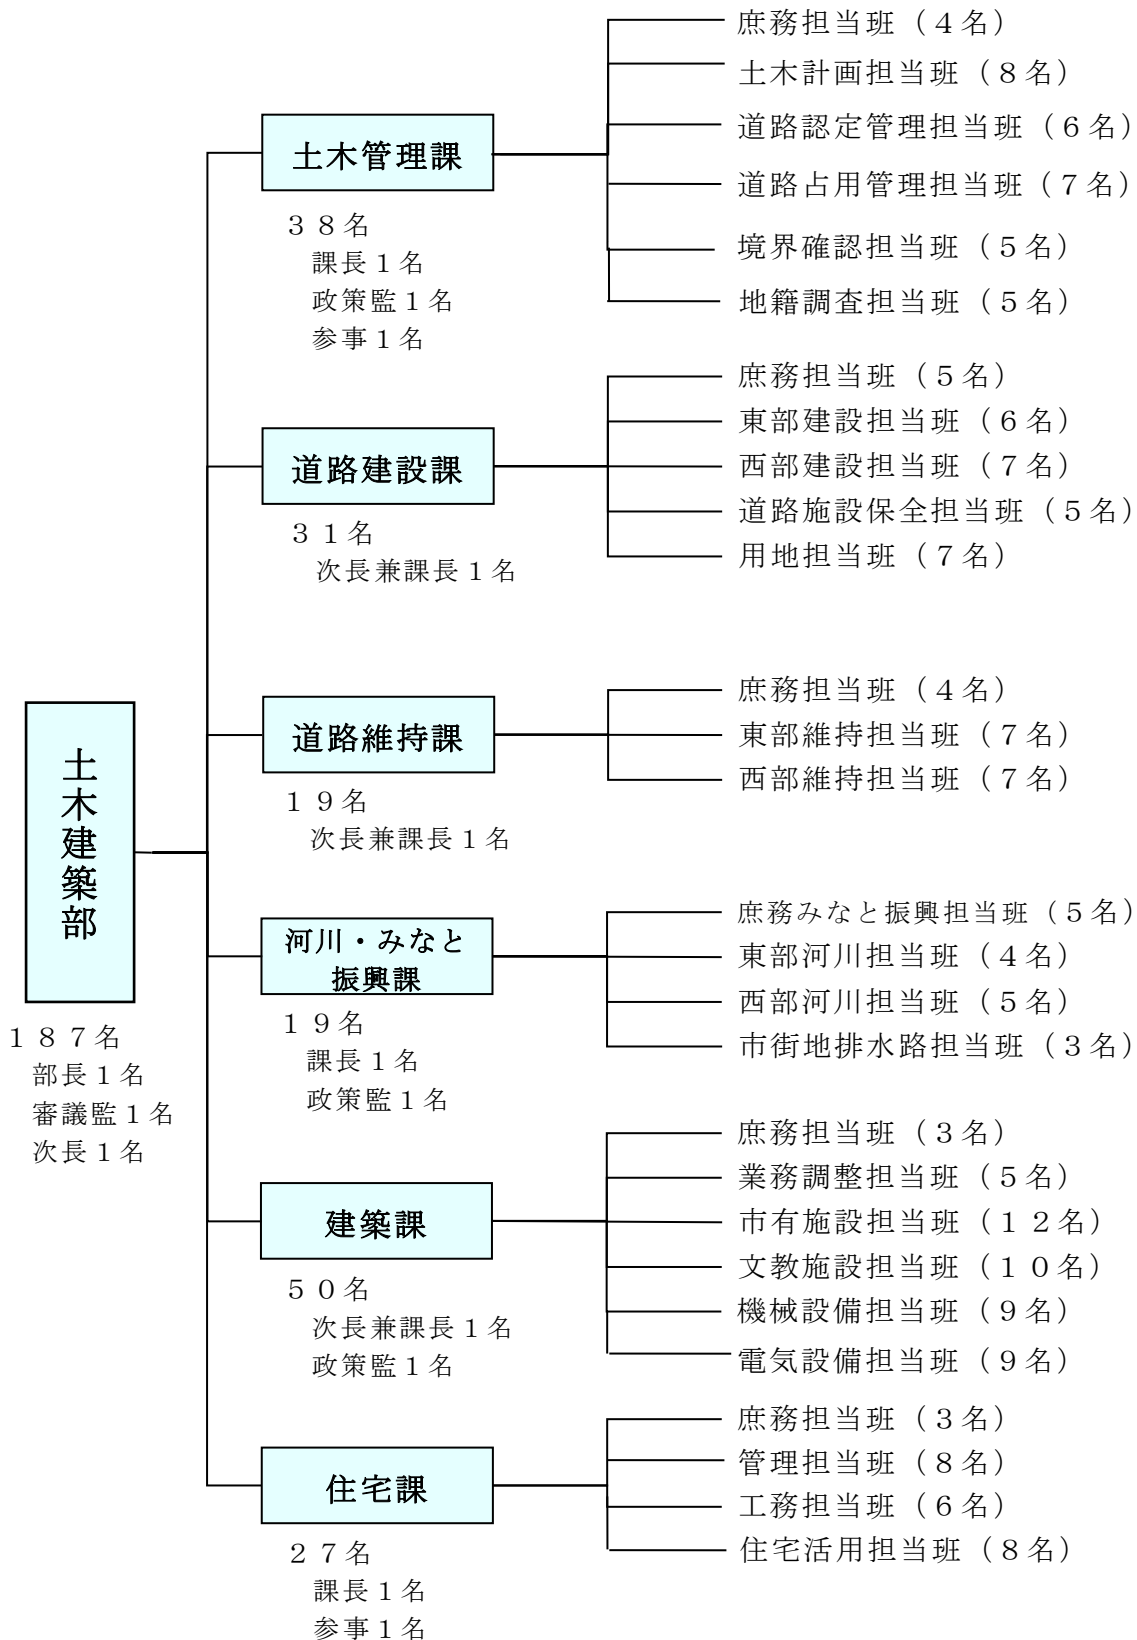 土木建築部
１８７名
部長１名
審議監１名
次長１名
土木管理課
３８名
課長１名
政策監１名
参事１名
庶務担当班（４名）
土木計画担当班（８名）
道路認定管理担当班（６名）
道路占用管理担当班（７名）
境界確認担当班（５名）
地籍調査担当班（５名）
道路建設課
３１名
次長兼課長１名
庶務担当班（５名）
東部建設担当班（６名）
西部建設担当班（７名）
道路施設保全担当班（５名）
用地担当班（７名）
道路維持課
１９名
次長兼課長１名
庶務担当班（４名）
東部維持担当班（７名）
西部維持担当班（７名）
河川・みなと
振興課
１９名
課長１名
政策監１名
庶務みなと振興担当班（５名）
東部河川担当班（４名）
西部河川担当班（５名）
市街地排水路担当班（３名）
建築課
５０名
次長兼課長１名
政策監１名
庶務担当班（３名）
業務調整担当班（５名）
市有施設担当班（１２名）
文教施設担当班（１０名）
機械設備担当班（９名）
電気設備担当班（９名）
住宅課
２７名
課長１名
参事１名
庶務担当班（３名）
管理担当班（８名）
工務担当班（６名）
住宅活用担当班（８名）